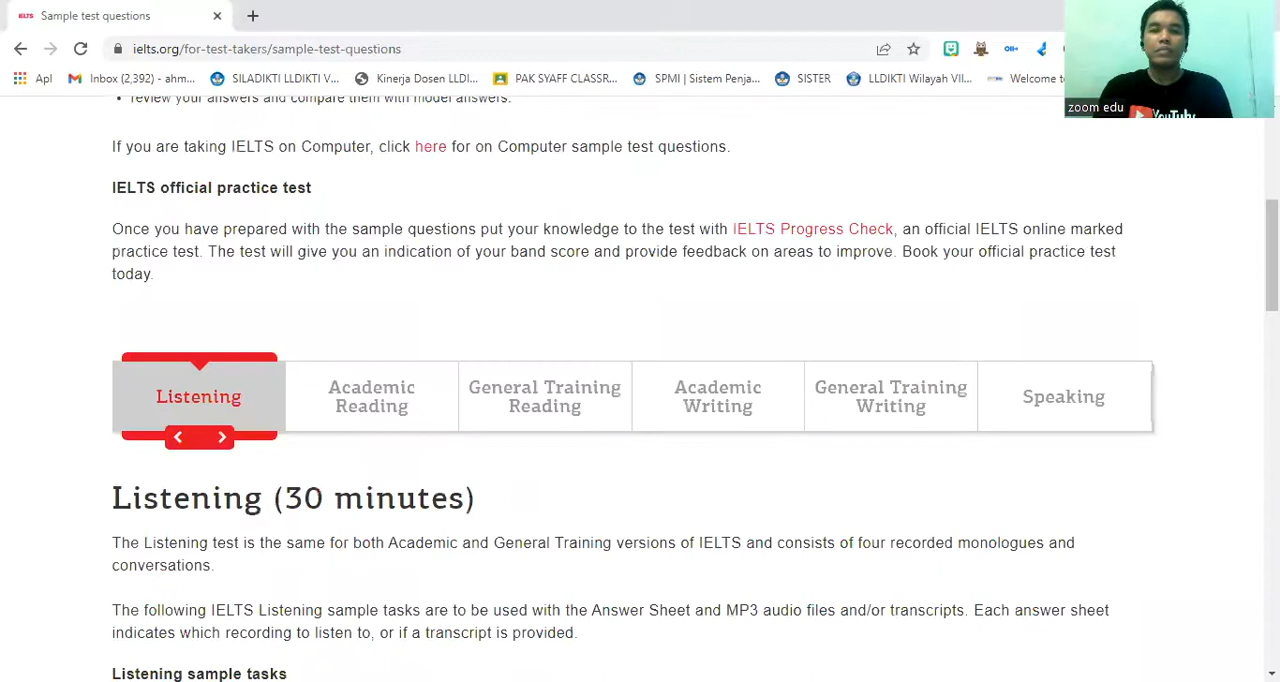 IELTS Sample test questions
ielts.org/for-test-takers/sample-test-questions
Apl Inbox (2,392) - ahm... SILADIKTI LLDIKTI V... Kinerja Dosen LLDI... PAK SYAFF CLASSR... SPMI | Sistem Penja... SISTER LLDIKTI Wilayah VII... Welcome to
zoom edu
YouTube
• review your answers and compare them with model answers.
If you are taking IELTS on Computer, click here for on Computer sample test questions.
IELTS official practice test
Once you have prepared with the sample questions put your knowledge to the test with IELTS Progress Check, an official IELTS online marked
practice test. The test will give you an indication of your band score and provide feedback on areas to improve. Book your official practice test
today.
Listening
Academic
Reading
General Training
Reading
Academic
Writing
General Training
Writing
Speaking
Listening (30 minutes)
The Listening test is the same for both Academic and General Training versions of IELTS and consists of four recorded monologues and
conversations.
The following IELTS Listening sample tasks are to be used with the Answer Sheet and MP3 audio files and/or transcripts. Each answer sheet
indicates which recording to listen to, or if a transcript is provided.
Listening sample tasks